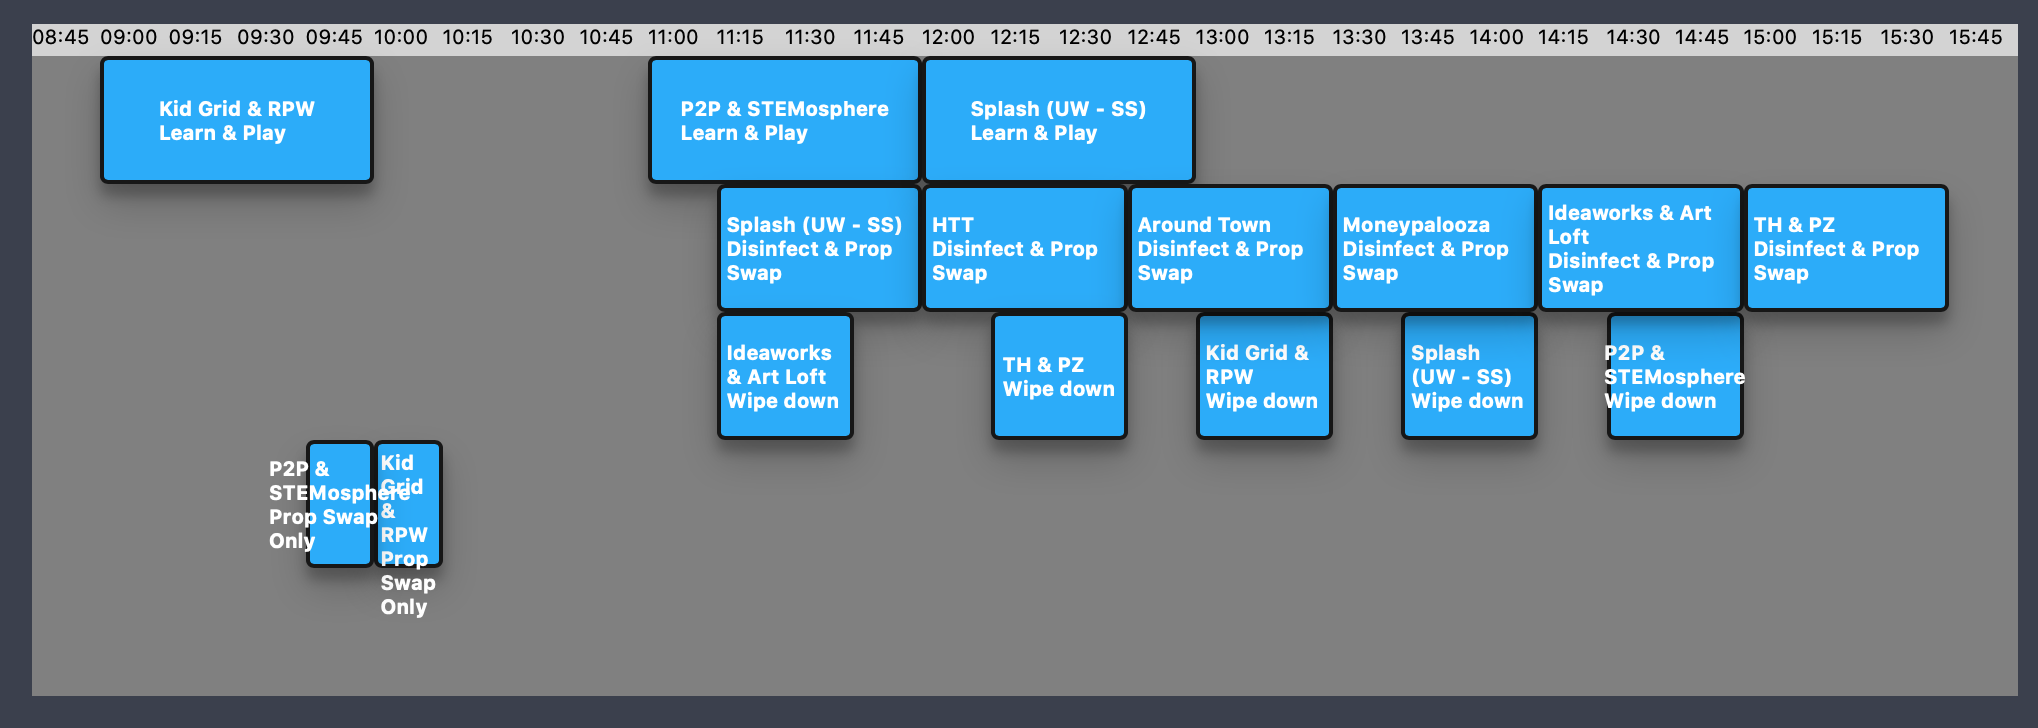 08:45 09:00 09:15 09:30 09:45 10:00 10:15 10:30 10:45 11:00 11:15 11:30 11:45 12:00 12:15 12:30 12:45 13:00 13:15 13:30 13:45 14:00 14:15 14:30 14:45 15:00 15:15 15:30 15:45
Kid Grid & RPW
Learn & Play
P2P & STEMosphere
Learn & Play
Splash (UW - SS)
Learn & Play
Splash (UW - SS)
Disinfect & Prop
Swap
HTT
Disinfect & Prop
Swap
Around Town
Disinfect & Prop
Swap
Moneypalooza
Disinfect & Prop
Swap
Ideaworks & Art
Loft
Disinfect & Prop
Swap
TH & PZ
Disinfect & Prop
Swap
Ideaworks
& Art Loft
Wipe down
TH & PZ
Wipe down
Kid Grid &
RPW
Wipe down
Splash
(UW - SS)
Wipe down
P2P &
STEMosphere
Wipe down
P2P &
STEMosphere
Prop Swap
Only
Kid
Grid
&
RPW
Prop
Swap
Only